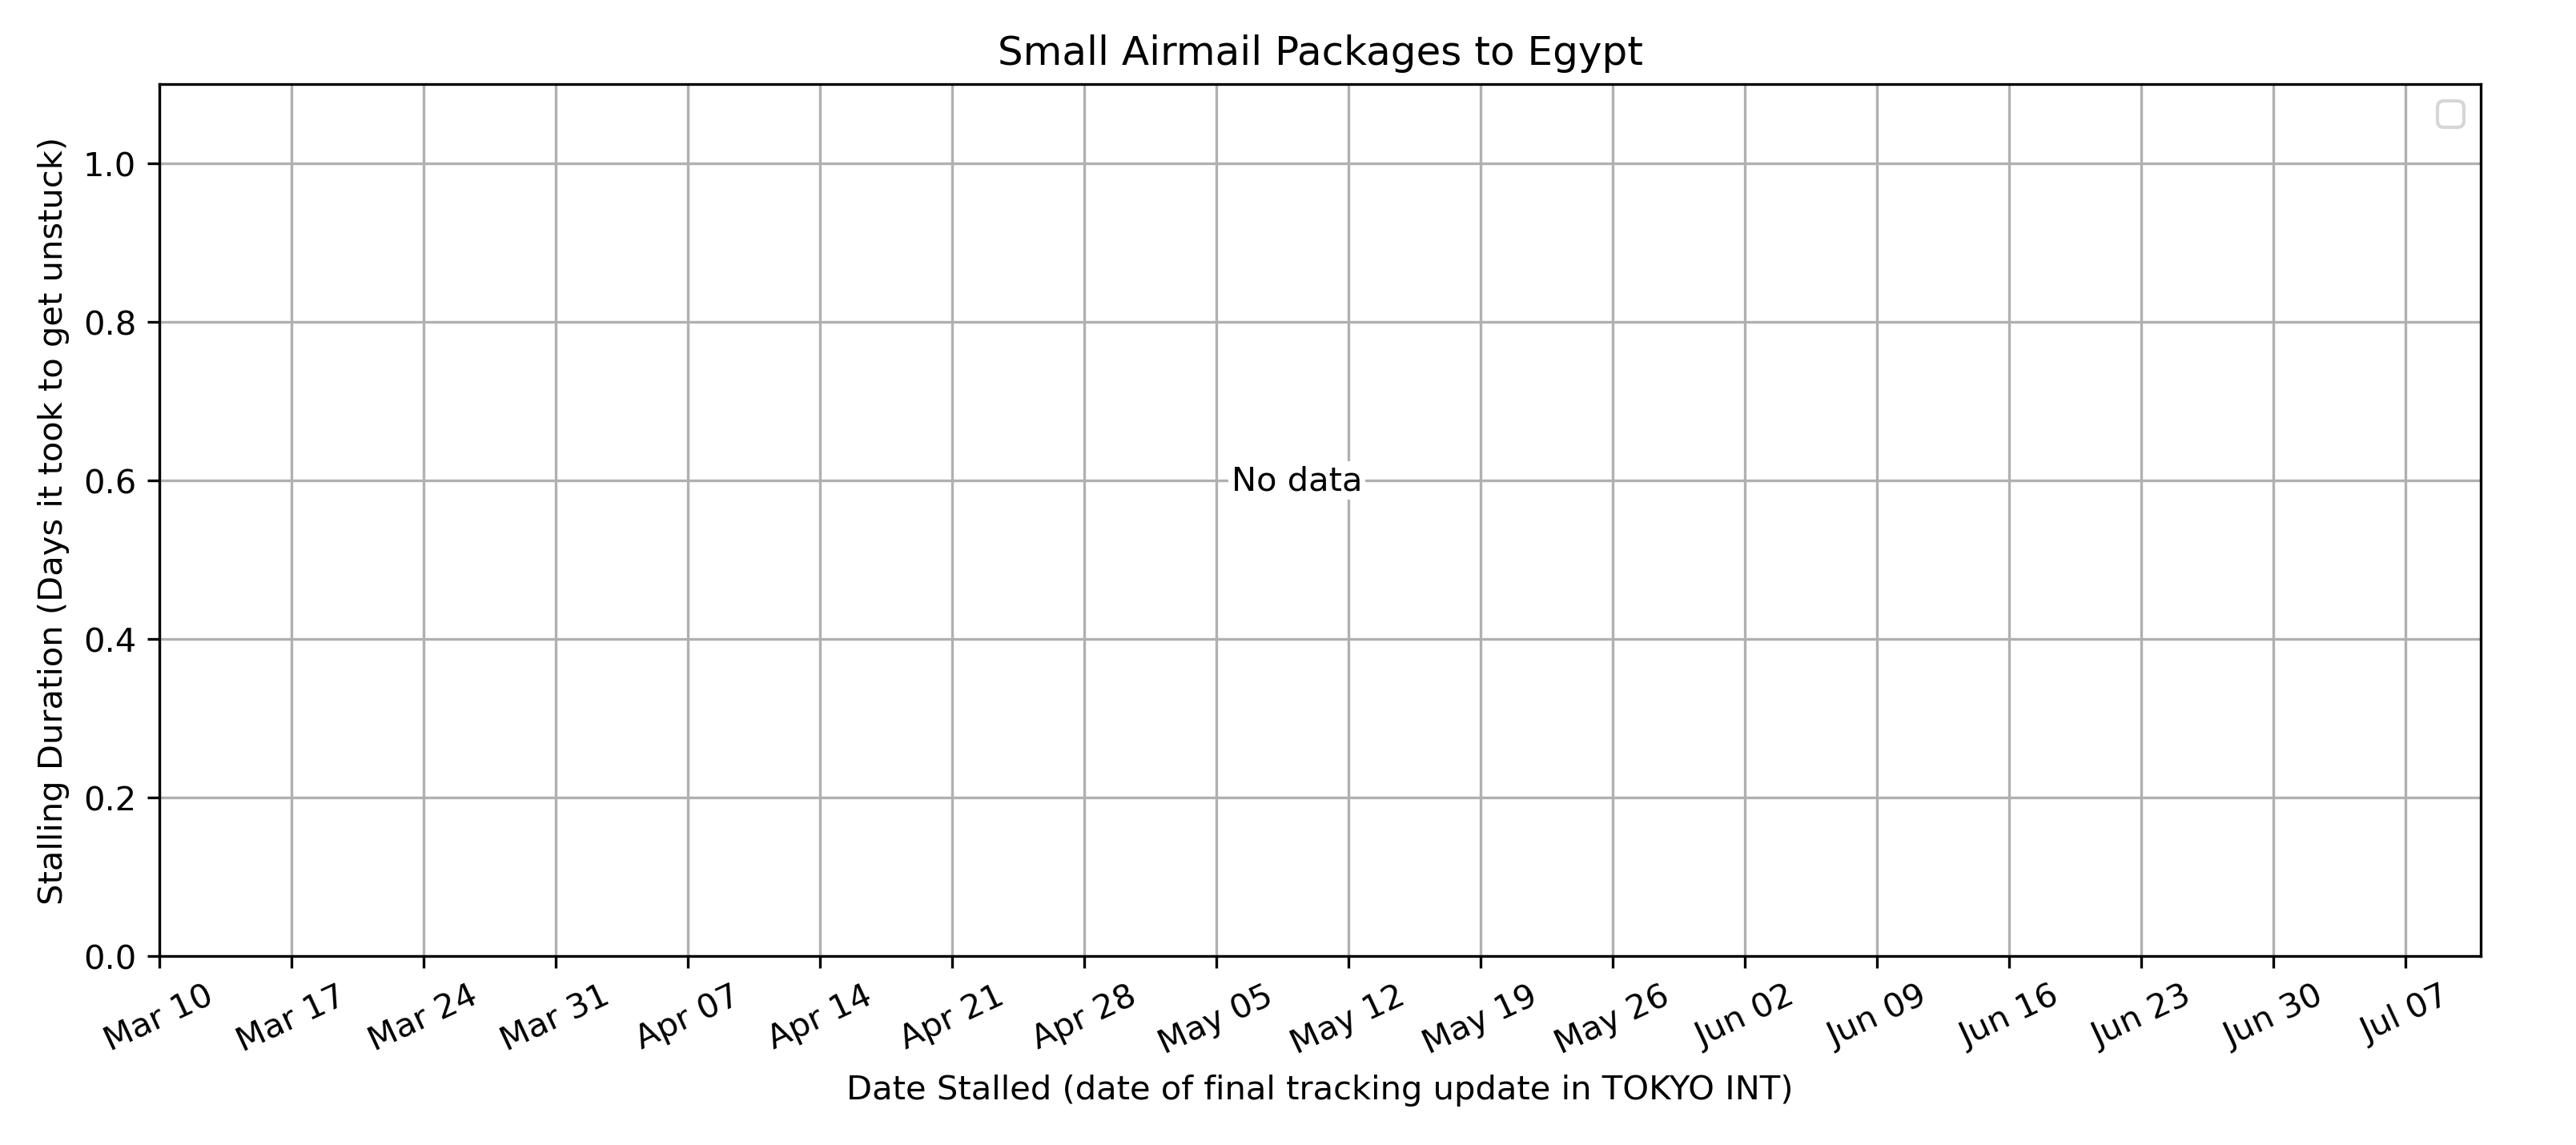 Small Airmail Packages to Egypt
Stalling Duration (Days it took to get unstuck)
1.0
0.8
0.6
0.4
0.2
0.0
No data
Mar 10
Mar 17
Mar 24
Mar 31
Apr 07
Apr 14
Apr 21
Apr 28
May 05
May 12
May 19
May 26
Jun 02
Jun 09
Jun 16
Jun 23
Jun 30
Jul 07
Date Stalled (date of final tracking update in TOKYO INT)